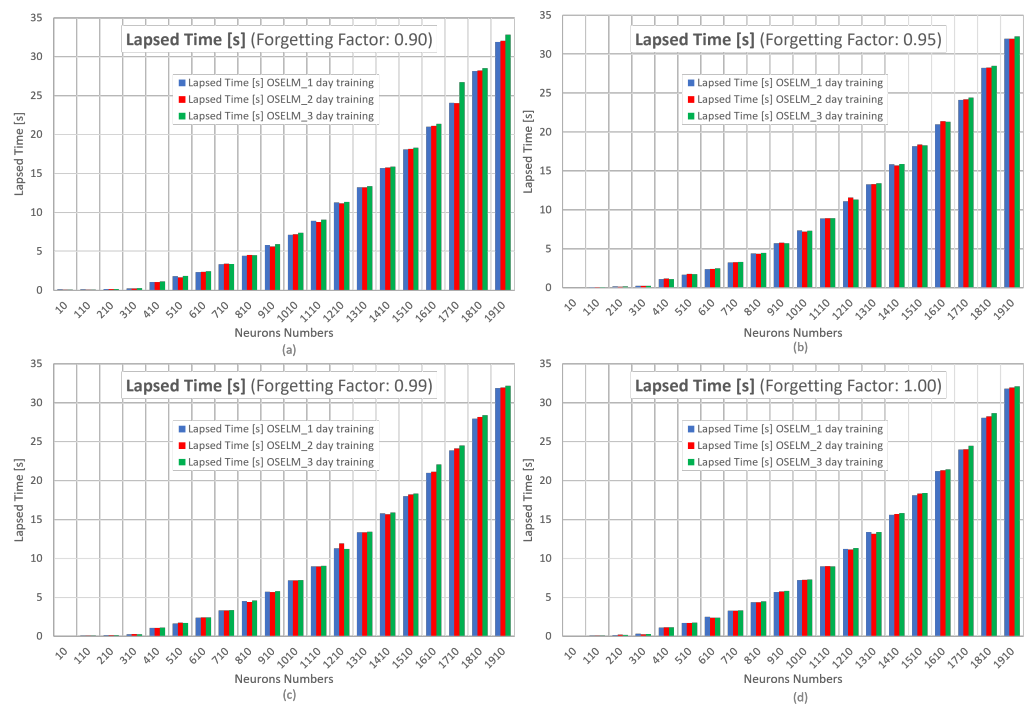 Lapsed Time [s] (Forgetting Factor: 0.90)
Lapsed Time [s] OSELM_1 day training
Lapsed Time [s] OSELM_2 day training
Lapsed Time [s] OSELM_3 day training
Lapsed Time [s]
35
30
25
20
15
10
5
0
10 110 210 310 410 510 610 710 810 910 1010 1110 1210 1310 1410 1510 1610 1710 1810 1910
Neurons Numbers
(a)
Lapsed Time [s] (Forgetting Factor: 0.95)
Lapsed Time [s] OSELM_1 day training
Lapsed Time [s] OSELM_2 day training
Lapsed Time [s] OSELM_3 day training
Lapsed Time [s]
35
30
25
20
15
10
5
0
10 110 210 310 410 510 610 710 810 910 1010 1110 1210 1310 1410 1510 1610 1710 1810 1910
Neurons Numbers
(b)
Lapsed Time [s] (Forgetting Factor: 0.99)
Lapsed Time [s] OSELM_1 day training
Lapsed Time [s] OSELM_2 day training
Lapsed Time [s] OSELM_3 day training
Lapsed Time [s]
35
30
25
20
15
10
5
0
10 110 210 310 410 510 610 710 810 910 1010 1110 1210 1310 1410 1510 1610 1710 1810 1910
Neurons Numbers
(c)
Lapsed Time [s] (Forgetting Factor: 1.00)
Lapsed Time [s] OSELM_1 day training
Lapsed Time [s] OSELM_2 day training
Lapsed Time [s] OSELM_3 day training
Lapsed Time [s]
35
30
25
20
15
10
5
0
10 110 210 310 410 510 610 710 810 910 1010 1110 1210 1310 1410 1510 1610 1710 1810 1910
Neurons Numbers
(d)